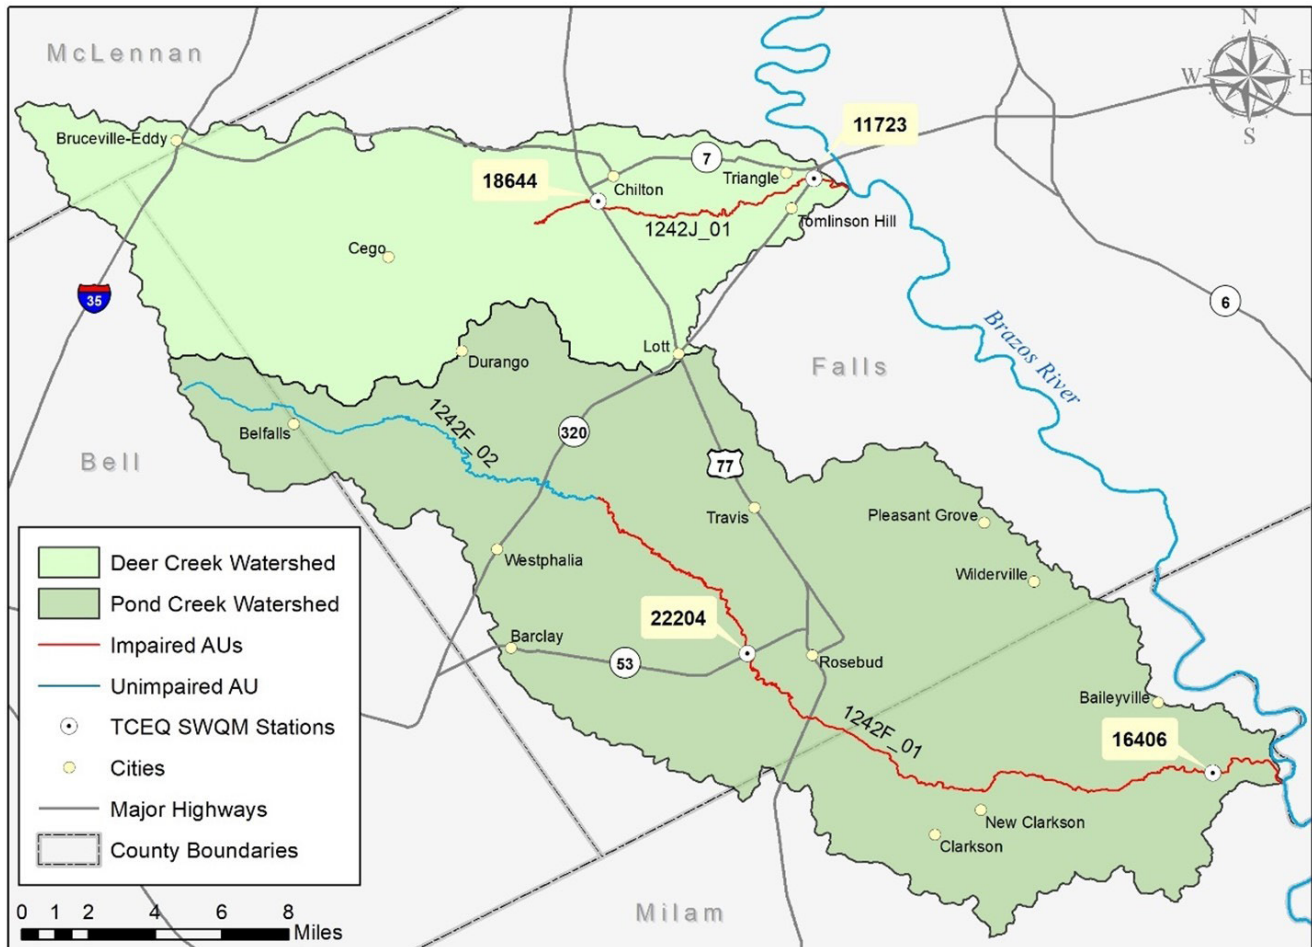 McLennan
N
W
E
S
11723
Bruceville-Eddy
7
Triangle
18644
Chilton
1242J_01
Tomlinson Hill
Cego
35
6
Brazos River
Lott
Falls
Durango
Belfalls
1242F_02
320
Bell
77
Travis
Pleasant Grove
Westphalia
Wilderville
22204
Barclay
53
Rosebud
Baileyville
1242F_01
16406
New Clarkson
Clarkson
Milam
Deer Creek Watershed
Pond Creek Watershed
Impaired AUs
Unimpaired AU
TCEQ SWQM Stations
Cities
Major Highways
County Boundaries
0 1 2 4 6 8
Miles